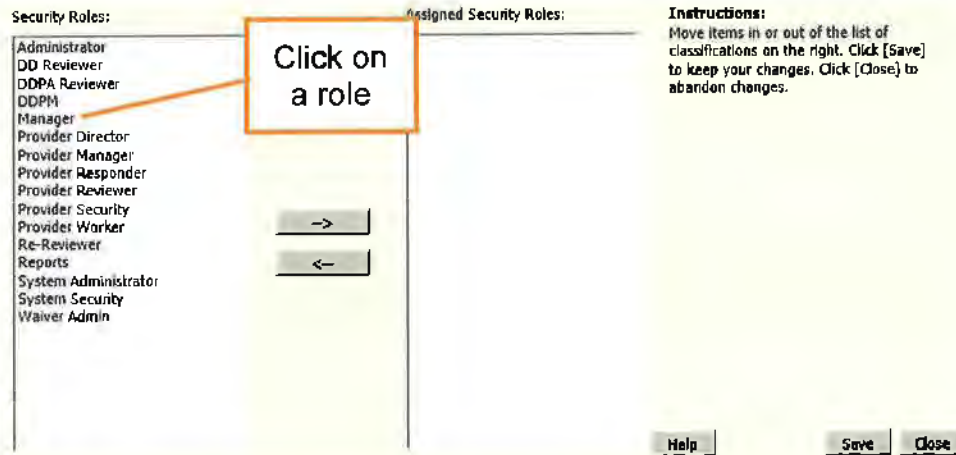 Security Roles:
Administrator
DD Reviewer
DDPA Reviewer
DDPM
Manager
Provider Director
Provider Manager
Provider Responder
Provider Reviewer
Provider Security
Provider Worker
Re-Reviewer
Reports
System Administrator
System Security
Waiver Admin
Click on
a role
-->
<--
Assigned Security Roles:
Instructions:
Move items in or out of the list of
classifications on the right. Click [Save]
to keep your changes. Click [Close] to
abandon changes.
Help
Save
Close